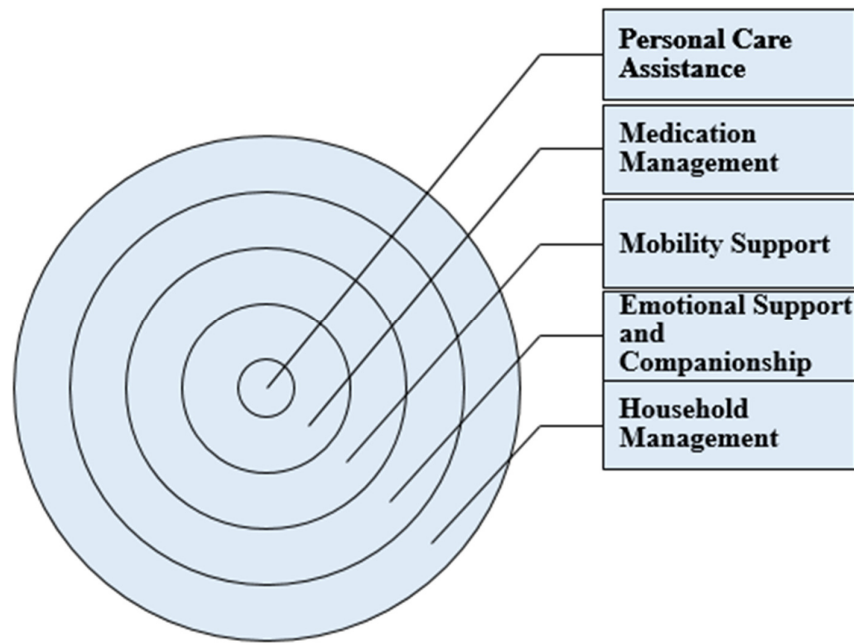 Personal Care
Assistance
Medication
Management
Mobility Support
Emotional Support
and
Companionship
Household
Management